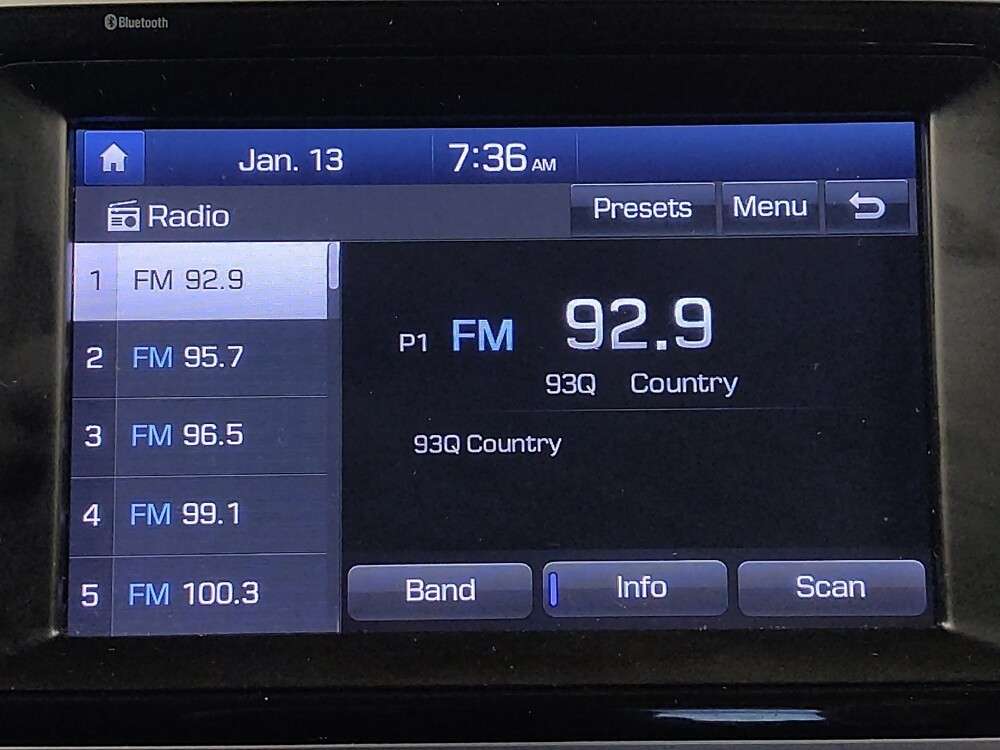 Bluetooth
Jan. 13 7:36 AM
Radio Presets Menu
1 FM 92.9
2 FM 95.7
3 FM 96.5
4 FM 99.1
5 FM 100.3
P1 FM 92.9
93Q Country
93Q Country
Band Info Scan